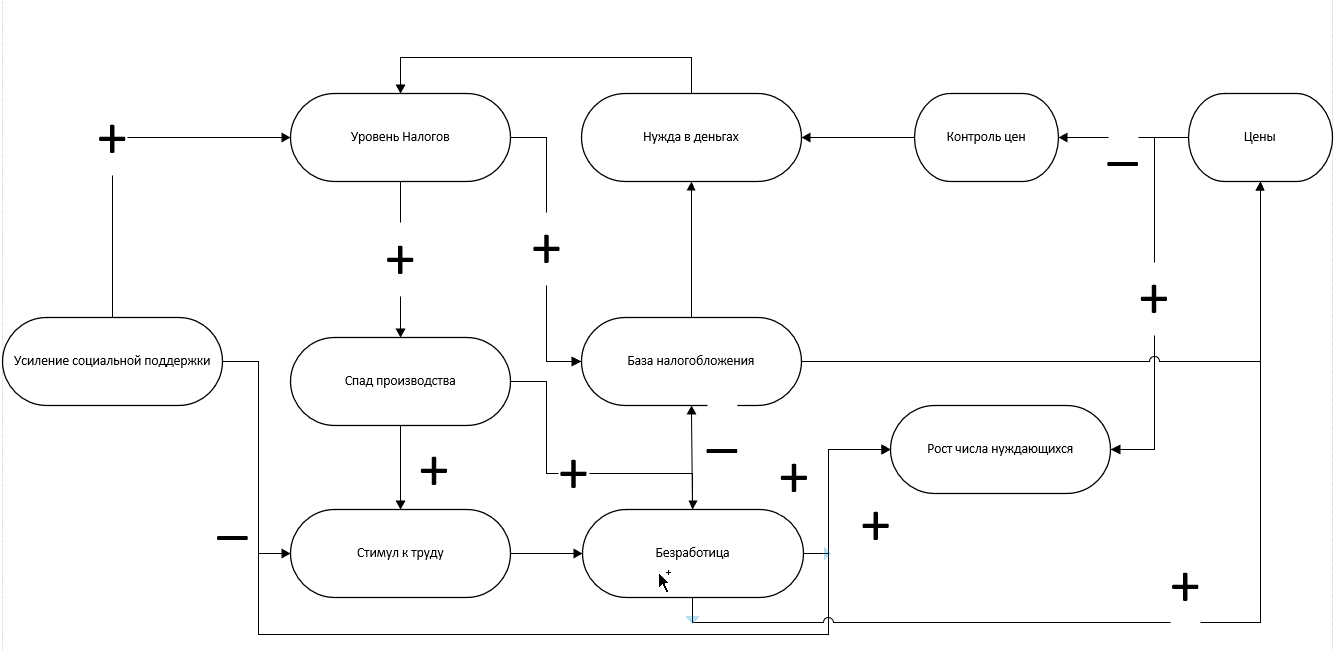 Уровень Налогов
Нужда в деньгах
Контроль цен
Цены
+
—
+
+
+
Усиление социальной поддержки
База налогобложения
Спад производства
Рост числа нуждающихся
+
+
—
+
+
—
Стимул к труду
Безработица
+